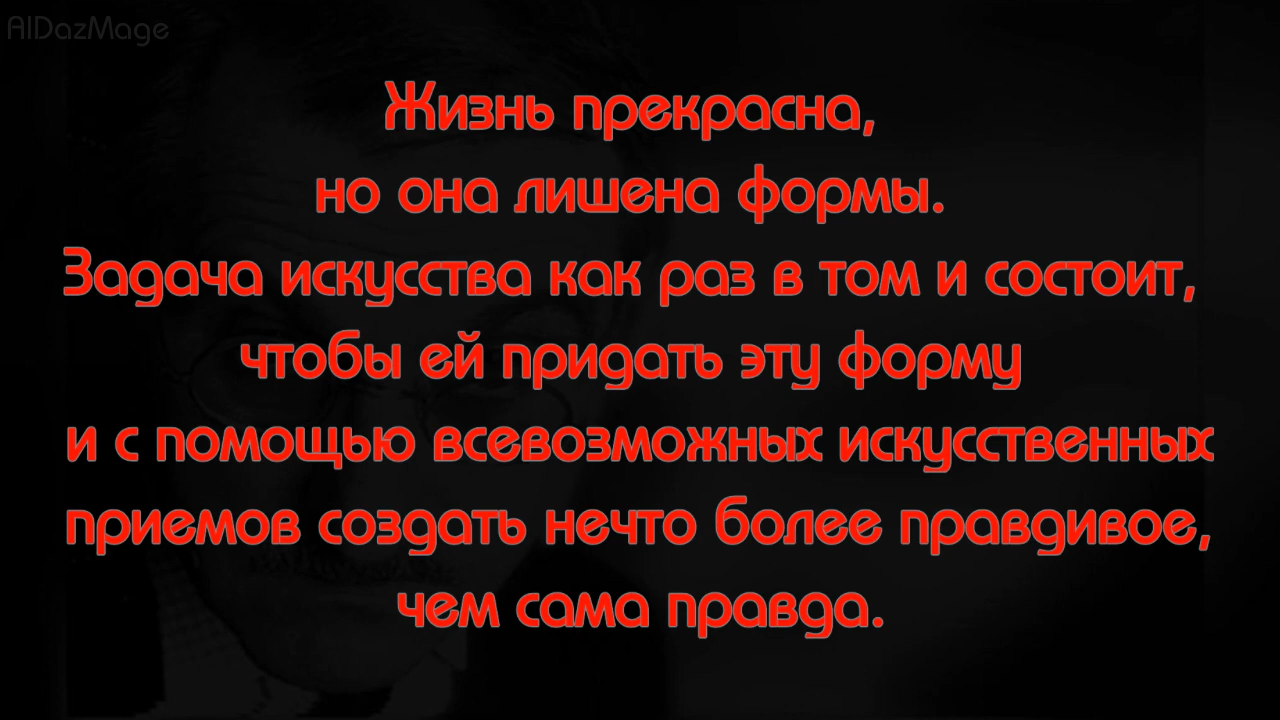 AlDazMage
Жизнь прекрасна,
но она лишена формы.
Задача искусства как раз в том и состоит,
чтобы ей придать эту форму
и с помощью всевозможных искусственных
приемов создать нечто более правдивое,
чем сама правда.